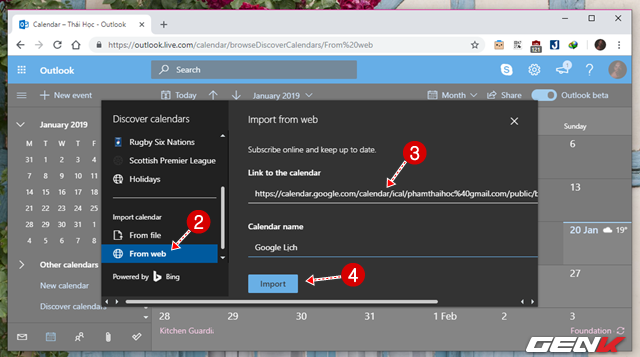 Calendar – Thái Học - Outlook
https://outlook.live.com/calendar/browseDiscoverCalendars/From%20web
121
Outlook
Search
New event
Today
January 2019
Month
Share
Outlook beta
January 2019
M T W T F S S
31 1 2 3 4 5 6
7 8 9 10 11 12 13
14 15 16 17 18 19 20
21 22 23 24 25 26 27
28 29 30 31 1 2 3
4 5 6 7 8 9 10
Other calendars
New calendar
Discover calendars
Discover calendars
Rugby Six Nations
Scottish Premier League
Holidays
Import calendar
From file
From web
Powered by Bing
Import from web
Subscribe online and keep up to date.
Link to the calendar
https://calendar.google.com/calendar/ical/phamthaihoc%40gmail.com/public/b
Calendar name
Google Lịch
Import
2
3
4
Sunday
6
13
20 Jan 19°
27
28 29 30 31 1 Feb 2 3
Kitchen Guardi
Foundation
GENK